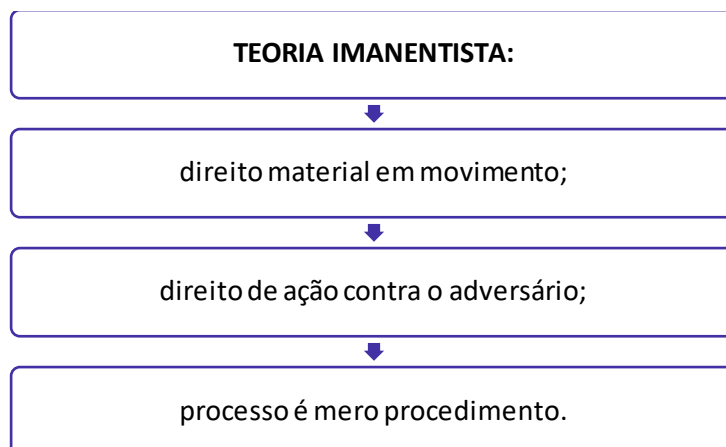 TEORIA IMANENTISTA:
direito material em movimento;
direito de ação contra o adversário;
processo é mero procedimento.